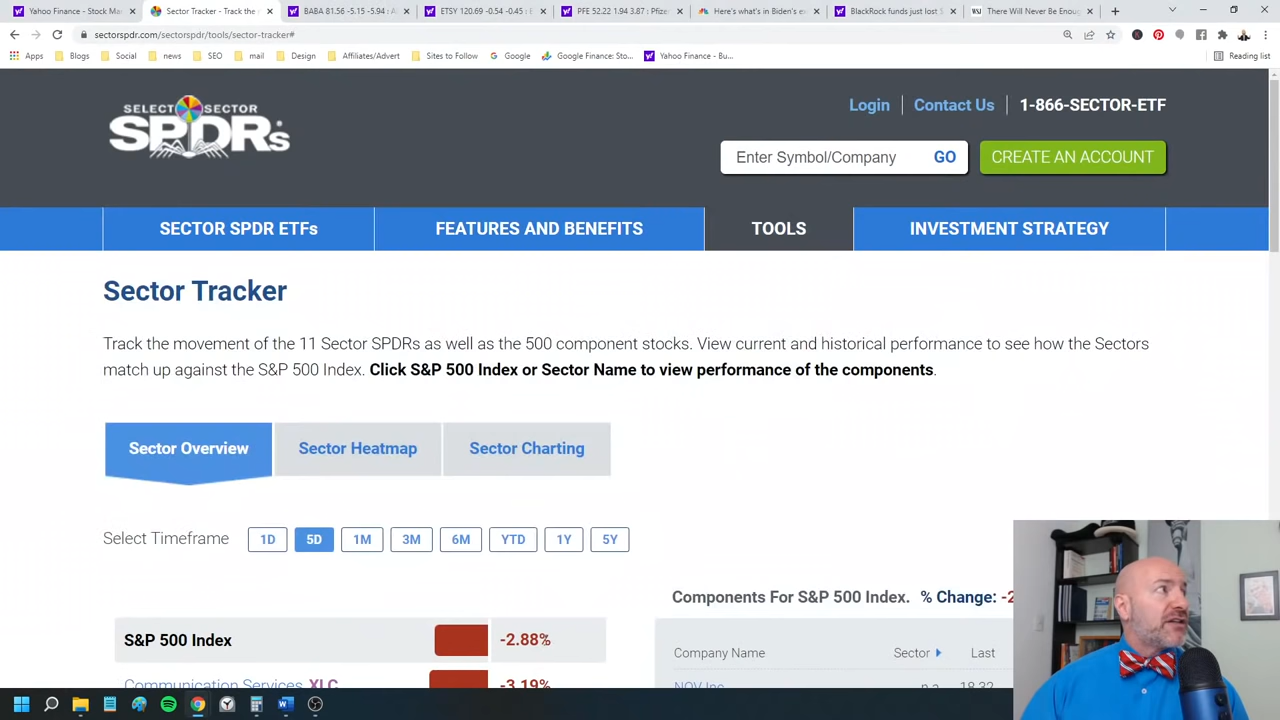 Yahoo Finance - Stock Ma
Sector Tracker - Track the m
BABA 81.56 -5.15 -5.94 : A
ETSY 120.69 -0.54 -0.45 : E
PFE 52.22 1.94 3.87 : Pfizer
Here's what's in Biden's ex
BlackRock funds just lost $
There Will Never Be Enoug
sectorspdr.com/sectorspdr/tools/sector-tracker#
Apps
Blogs
Social
news
SEO
mail
Design
Affiliates/Advert
Sites to Follow
Google
Google Finance: Sto...
Yahoo Finance - Bu...
Reading list
SELECT SECTOR
SPDRs
Login
Contact Us
1-866-SECTOR-ETF
Enter Symbol/Company
GO
CREATE AN ACCOUNT
SECTOR SPDR ETFs
FEATURES AND BENEFITS
TOOLS
INVESTMENT STRATEGY
Sector Tracker
Track the movement of the 11 Sector SPDRs as well as the 500 component stocks. View current and historical performance to see how the Sectors
match up against the S&P 500 Index. Click S&P 500 Index or Sector Name to view performance of the components.
Sector Overview
Sector Heatmap
Sector Charting
Select Timeframe
1D
5D
1M
3M
6M
YTD
1Y
5Y
Components For S&P 500 Index. % Change: -2
S&P 500 Index
-2.88%
Company Name
Sector
Last
Communication Services XLC
-3.19%
NOV Inc
n.a
18.32